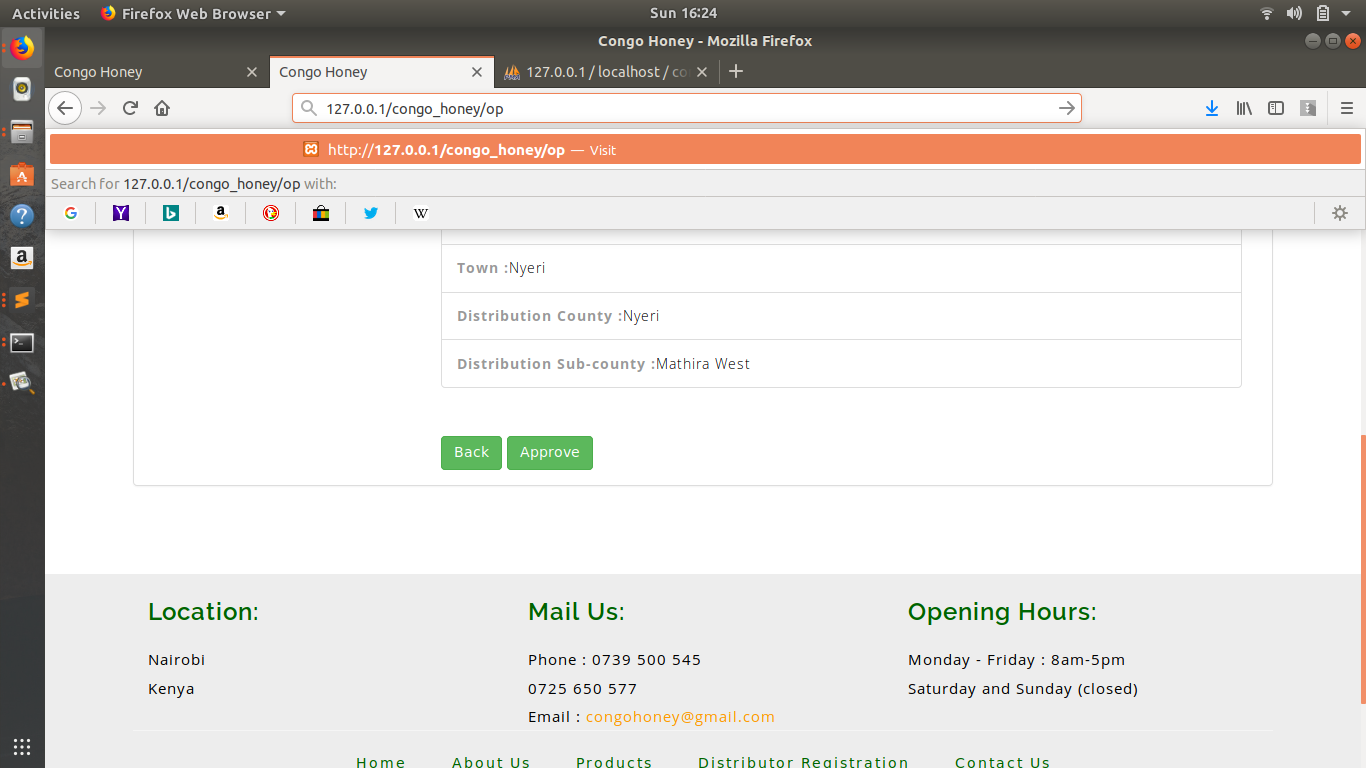 Activities Firefox Web Browser Sun 16:24
Congo Honey - Mozilla Firefox
Congo Honey Congo Honey 127.0.0.1 / localhost / co
127.0.0.1/congo_honey/op
http://127.0.0.1/congo_honey/op — Visit
Search for 127.0.0.1/congo_honey/op with:
Town :Nyeri
Distribution County :Nyeri
Distribution Sub-county :Mathira West
Back Approve
Location: Mail Us: Opening Hours:
Nairobi Phone : 0739 500 545 Monday - Friday : 8am-5pm
Kenya 0725 650 577 Saturday and Sunday (closed)
Email : congohoney@gmail.com
Home About Us Products Distributor Registration Contact Us